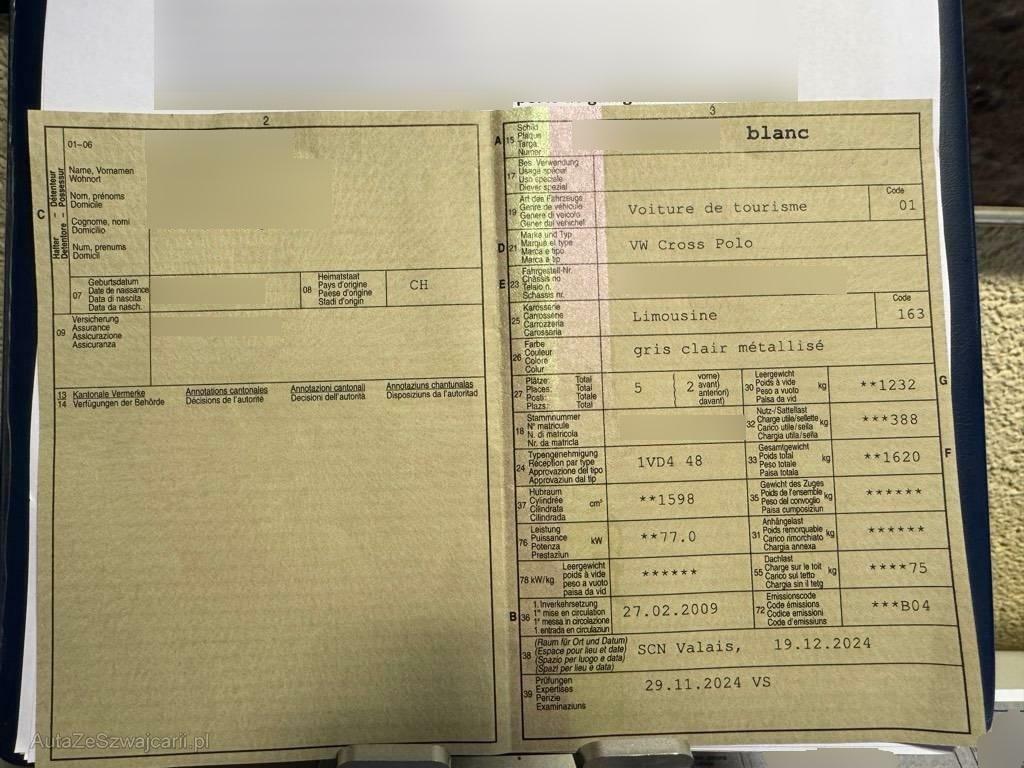 2
01-06
Halter – Détenteur
Detentore – Possessur
C
Name, Vornamen
Wohnort
Nom, prénoms
Domicile
Cognome, nomi
Domicilio
Num, prenums
Domicil
07
Geburtsdatum
Date de naissance
Data di nascita
Data da nasch.
08
Heimatstaat
Pays d'origine
Paese d'origine
Stadi d'origin
CH
09
Versicherung
Assurance
Assicurazione
Assicuranza
13
14
Kantonale Vermerke
Verfügungen der Behörde
Annotations cantonales
Décisions de l'autorité
Annotazioni cantonali
Decisioni dell'autorità
Annotaziuns chantunalas
Disposiziuns da l'autoritad
3
A 15
Schild
Plaque
Targa
Numer
blanc
17
Bes. Verwendung
Usage spécial
Uso speciale
Diever spezial
19
Art des Fahrzeugs
Genre de véhicule
Genere di veicolo
Gener dal vehichel
Voiture de tourisme
Code
01
D 21
Marke und Typ
Marque et type
Marca e tipo
Marca e tip
VW Cross Polo
E 23
Fahrgestell-Nr.
Châssis no
Telaio n.
Schassis nr.
25
Karosserie
Carrosserie
Carrozzeria
Carossaria
Limousine
Code
163
26
Farbe
Couleur
Colore
Colur
gris clair métallisé
27
Plätze: Total
Places: Total
Posti: Totale
Plazs: Total
5
2
vorne)
avant)
anteriori)
davant)
30
Leergewicht
Poids à vide
Peso a vuoto
Paisa da vid
kg
**1232
G
18
Stammnummer
N° matricule
N. di matricola
Nr. da matricla
32
Nutz-/Sattellast
Charge utile/sellette
Carico utile/sella
Chargia utila/sella
kg
***388
24
Typengenehmigung
Réception par type
Approvazione del tipo
Approvaziun dal tip
1VD4 48
33
Gesamtgewicht
Poids total
Peso totale
Paisa totala
kg
**1620
F
37
Hubraum
Cylindrée
Cilindrata
Cilindrada
cm³
**1598
35
Gewicht des Zuges
Poids de l'ensemble
Peso del convoglio
Paisa cumposiziun
kg
******
76
Leistung
Puissance
Potenza
Prestaziun
kW
**77.0
31
Anhängelast
Poids remorquable
Carico rimorchiato
Chargia annexa
kg
******
78 kW/kg
Leergewicht
poids à vide
peso a vuoto
paisa da vid
******
55
Dachlast
Charge sur le toit
Carico sul tetto
Chargia sin il tetg
kg
****75
B 36
1. Inverkehrsetzung
1re mise en circulation
1a messa in circolazione
1. entrada en circulaziun
27.02.2009
72
Emissionscode
Code émissions
Codice emissioni
Code d'emissiuns
***B04
38
(Raum für Ort und Datum)
(Espace pour lieu et date)
(Spazio per luogo e data)
(Spazi per lieu e data)
SCN Valais, 19.12.2024
39
Prüfungen
Expertises
Perizie
Examinaziuns
29.11.2024 VS
AutaZeSzwajcarii.pl